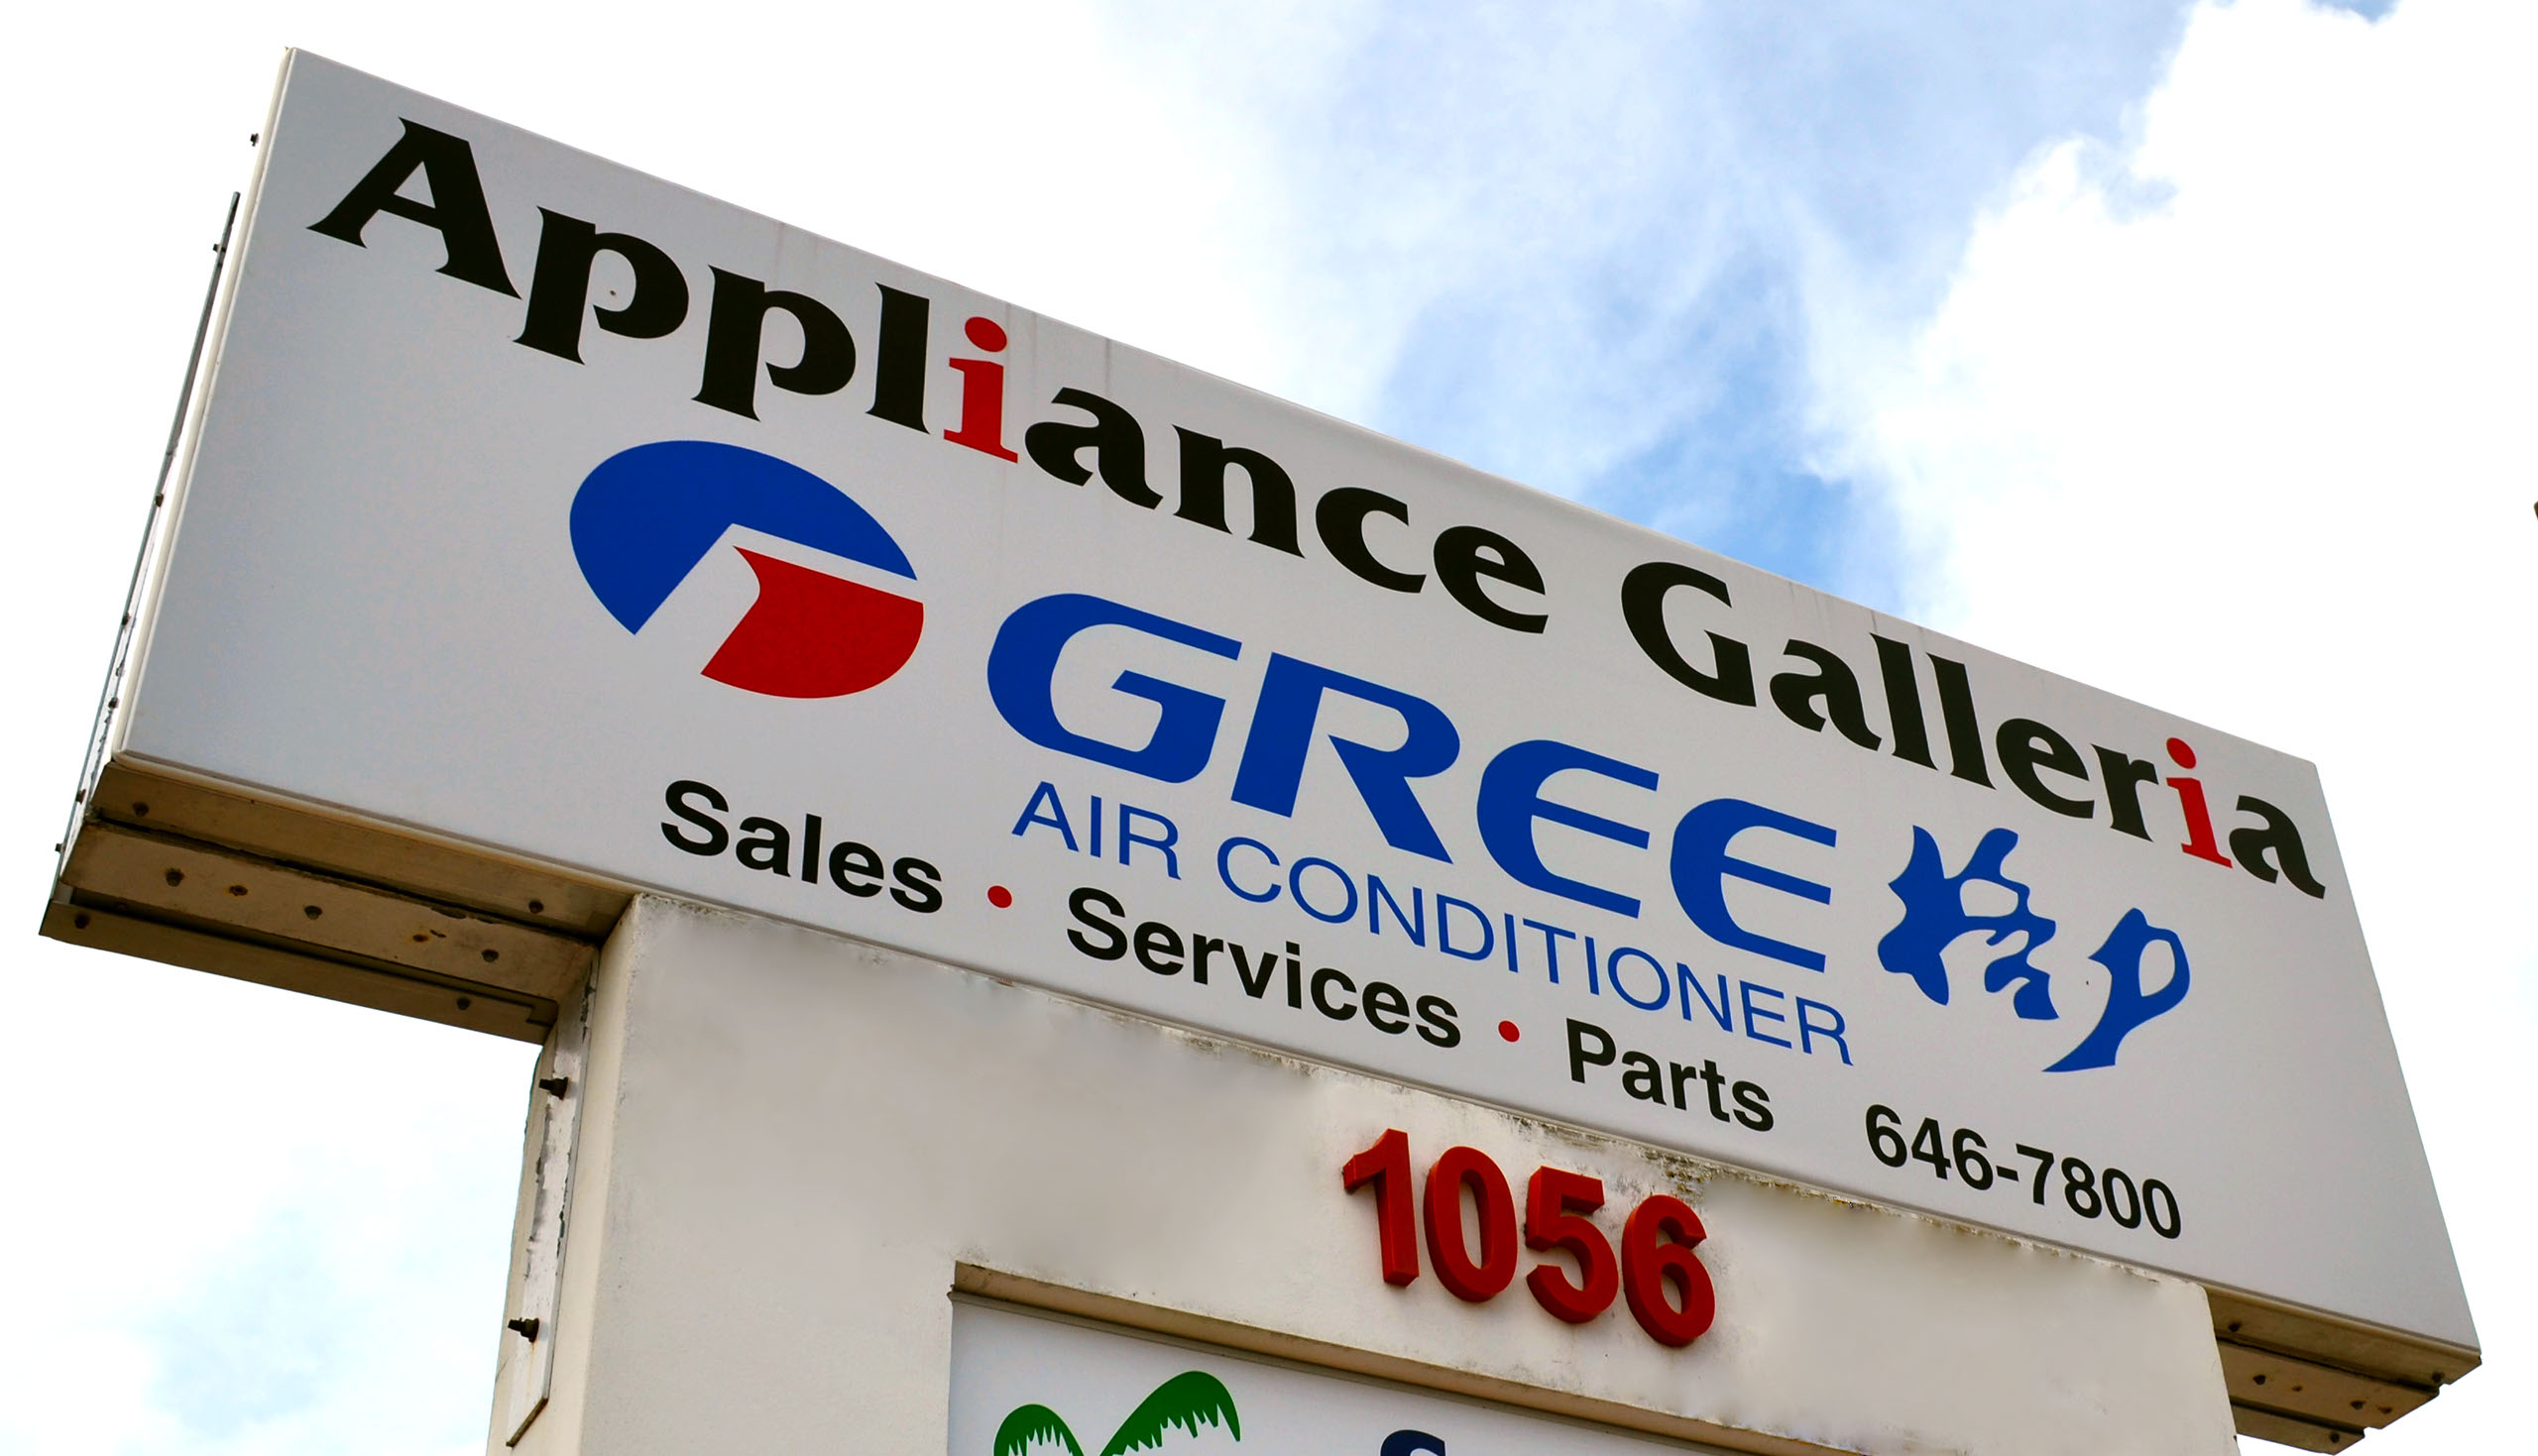 Appliance Galleria
GREE 格力
AIR CONDITIONER
Sales • Services • Parts 646-7800
1056